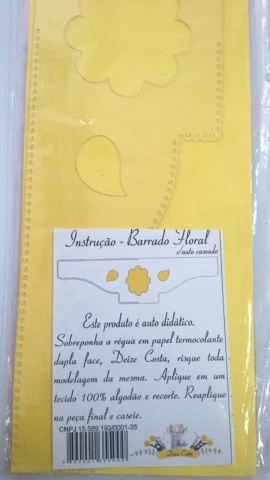 Instrução - Barrado Floral
c/auto caseado
Este produto é auto didático.
Sobreponha a régua em papel termocolante
dupla face, Deize Costa, risque toda
modelagem da mesma. Aplique em um
tecido 100% algodão e recorte. Reaplique
na peça final e caseie.
CNPJ 15.589.193/0001-35
Deize Costa